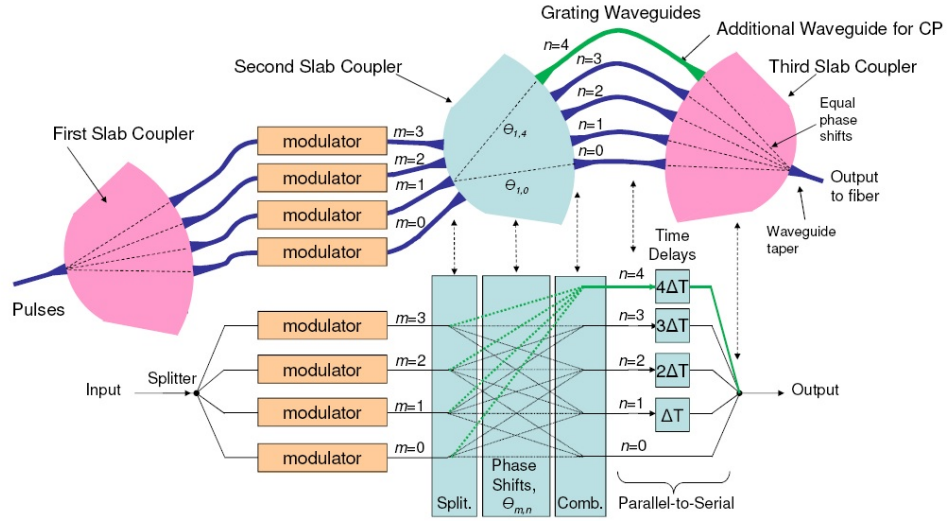 Grating Waveguides
Additional Waveguide for CP
n=4
Second Slab Coupler
n=3
Third Slab Coupler
n=2
Equal
phase
shifts
First Slab Coupler
modulator
m=3
Θ1,4
n=1
modulator
m=2
n=0
m=1
Θ1,0
Output
to fiber
modulator
m=0
modulator
Waveguide
taper
Time
Delays
Pulses
n=4
4ΔT
modulator
m=3
n=3
3ΔT
modulator
m=2
n=2
2ΔT
Input
Splitter
Output
modulator
m=1
n=1
ΔT
modulator
m=0
n=0
Phase
Shifts,
Θm,n
Split.
Comb.
Parallel-to-Serial